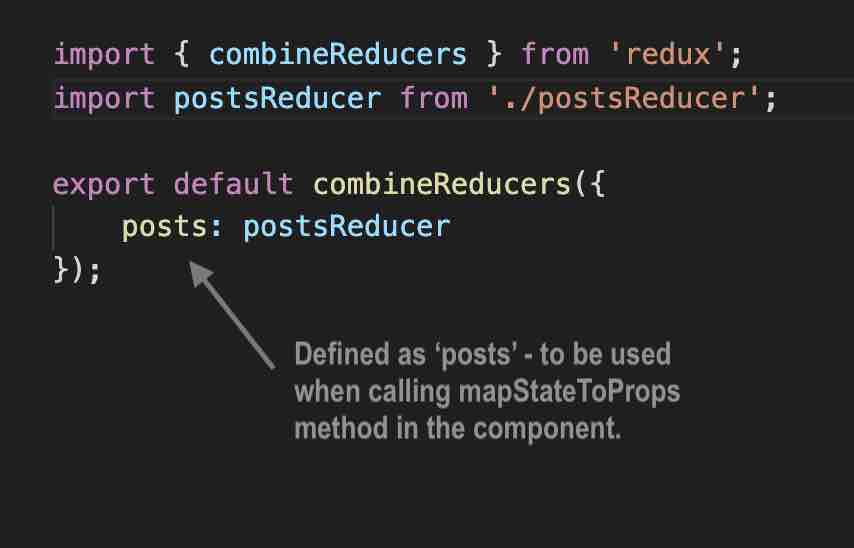 import { combineReducers } from 'redux';
import postsReducer from './postsReducer';
export default combineReducers({
posts: postsReducer
});
Defined as ‘posts’ - to be used
when calling mapStateToProps
method in the component.